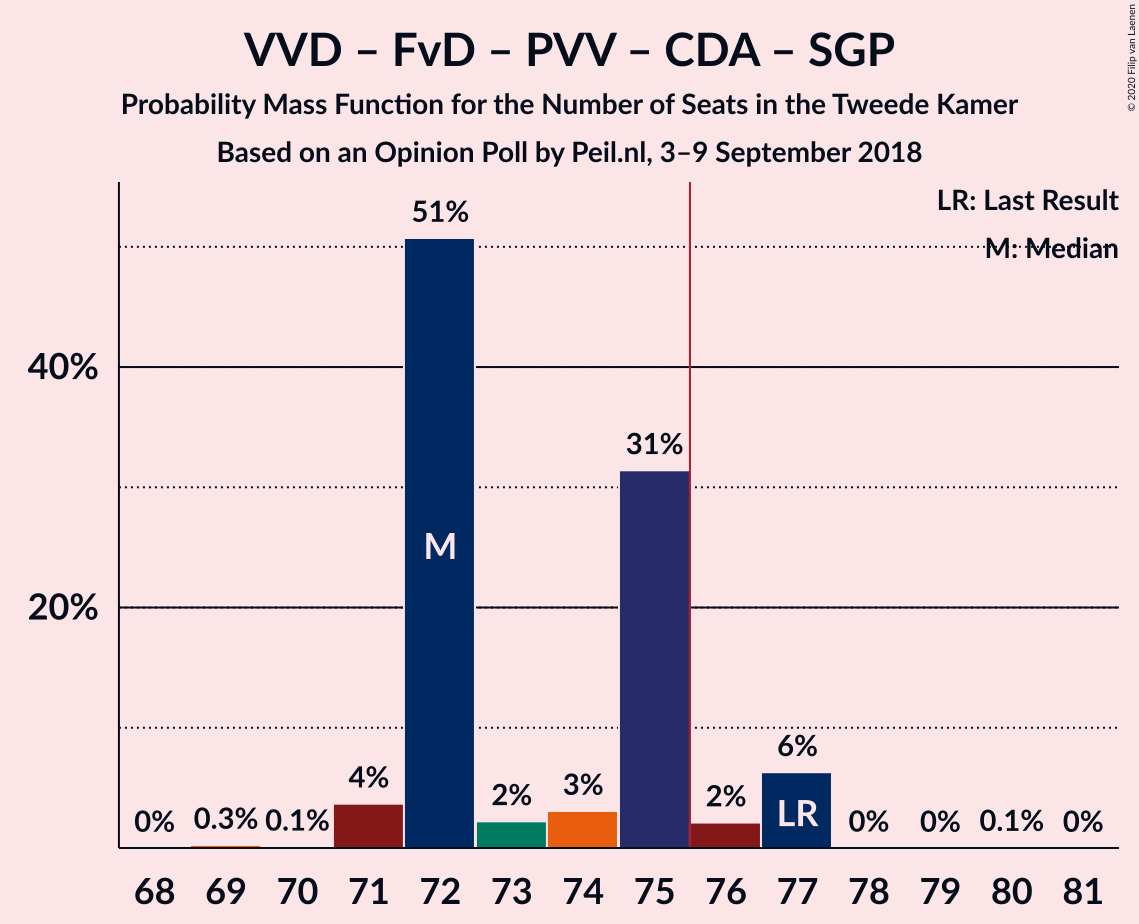 VVD – FvD – PVV – CDA – SGP
Probability Mass Function for the Number of Seats in the Tweede Kamer
Based on an Opinion Poll by Peil.nl, 3–9 September 2018
© 2020 Filip van Laenen
LR: Last Result
M: Median
40%
20%
0% 0.3% 0.1% 4% 51% 2% 3% 31% 2% 6% 0% 0% 0.1% 0%
M
LR
68 69 70 71 72 73 74 75 76 77 78 79 80 81